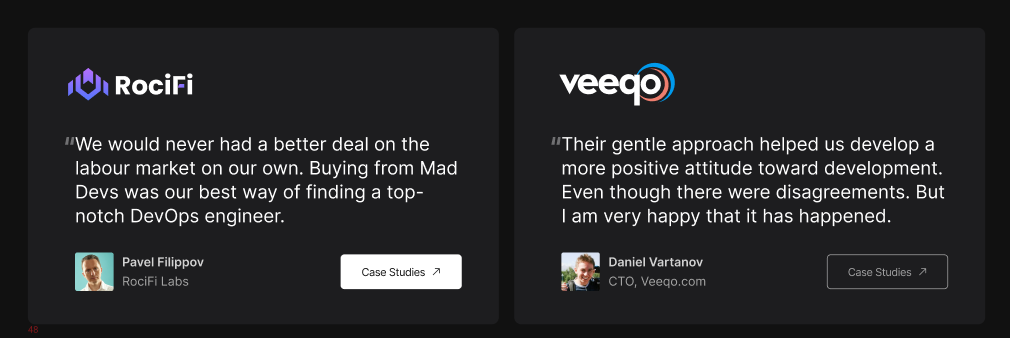 RociFi
"We would never had a better deal on the
labour market on our own. Buying from Mad
Devs was our best way of finding a top-
notch DevOps engineer.
Pavel Filippov
RociFi Labs
Case Studies ↗
veeqo
"Their gentle approach helped us develop a
more positive attitude toward development.
Even though there were disagreements. But
I am very happy that it has happened.
Daniel Vartanov
CTO, Veeqo.com
Case Studies ↗
48